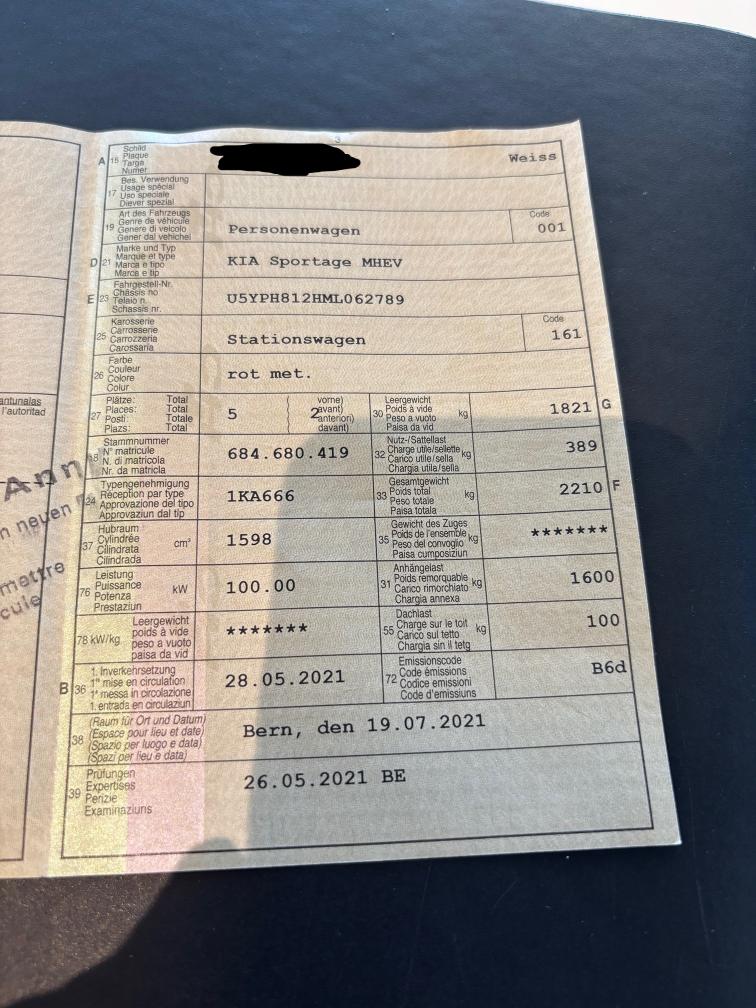 3
A 15 Schild
Plaque
Targa
Numer
Weiss
17 Bes. Verwendung
Usage spécial
Uso speciale
Diever spezial
19 Art des Fahrzeugs
Genre de véhicule
Genere di veicolo
Gener dal vehichel
Personenwagen
Code
001
D 21 Marke und Typ
Marque et type
Marca e tipo
Marca e tip
KIA Sportage MHEV
E 23 Fahrgestell-Nr.
Châssis no
Telaio n.
Schassis nr.
U5YPH812HML062789
25 Karosserie
Carrosserie
Carrozzeria
Carossaria
Stationswagen
Code
161
26 Farbe
Couleur
Colore
Colur
rot met.
27 Plätze: Total
Places: Total
Posti: Totale
Plazs: Total
5
2
vorne)
avant)
anteriori)
davant)
30 Leergewicht
Poids à vide
Peso a vuoto
Paisa da vid
kg
1821 G
18 Stammnummer
N° matricule
N. di matricola
Nr. da matricla
684.680.419
32 Nutz-/Sattellast
Charge utile/sellette
Carico utile/sella
Chargia utile/sella
kg
389
24 Typengenehmigung
Réception par type
Approvazione del tipo
Approvaziun dal tip
1KA666
33 Gesamtgewicht
Poids total
Peso totale
Paisa totala
kg
2210 F
37 Hubraum
Cylindrée
Cilindrata
Cilindrada
cm³
1598
35 Gewicht des Zuges
Poids de l'ensemble
Peso del convoglio
Paisa cumposiziun
kg
*******
76 Leistung
Puissance
Potenza
Prestaziun
kW
100.00
31 Anhängelast
Poids remorquable
Carico rimorchiato
Chargia annexa
kg
1600
78 kW/kg
Leergewicht
poids à vide
peso a vuoto
paisa da vid
*******
55 Dachlast
Charge sur le toit
Carico sul tetto
Chargia sin il tetg
kg
100
B 36 1. Inverkehrsetzung
1re mise en circulation
1a messa in circolazione
1. entrada en circulaziun
28.05.2021
72 Emissionscode
Code émissions
Codice emissioni
Code d'emissiuns
B6d
38 (Raum für Ort und Datum)
(Espace pour lieu et date)
(Spazio per luogo e data)
(Spazi per lieu e data)
Bern, den 19.07.2021
39 Prüfungen
Expertises
Perizie
Examinaziuns
26.05.2021 BE
antunalas
l'autoritad
Ann
n neuen
mettre
cule